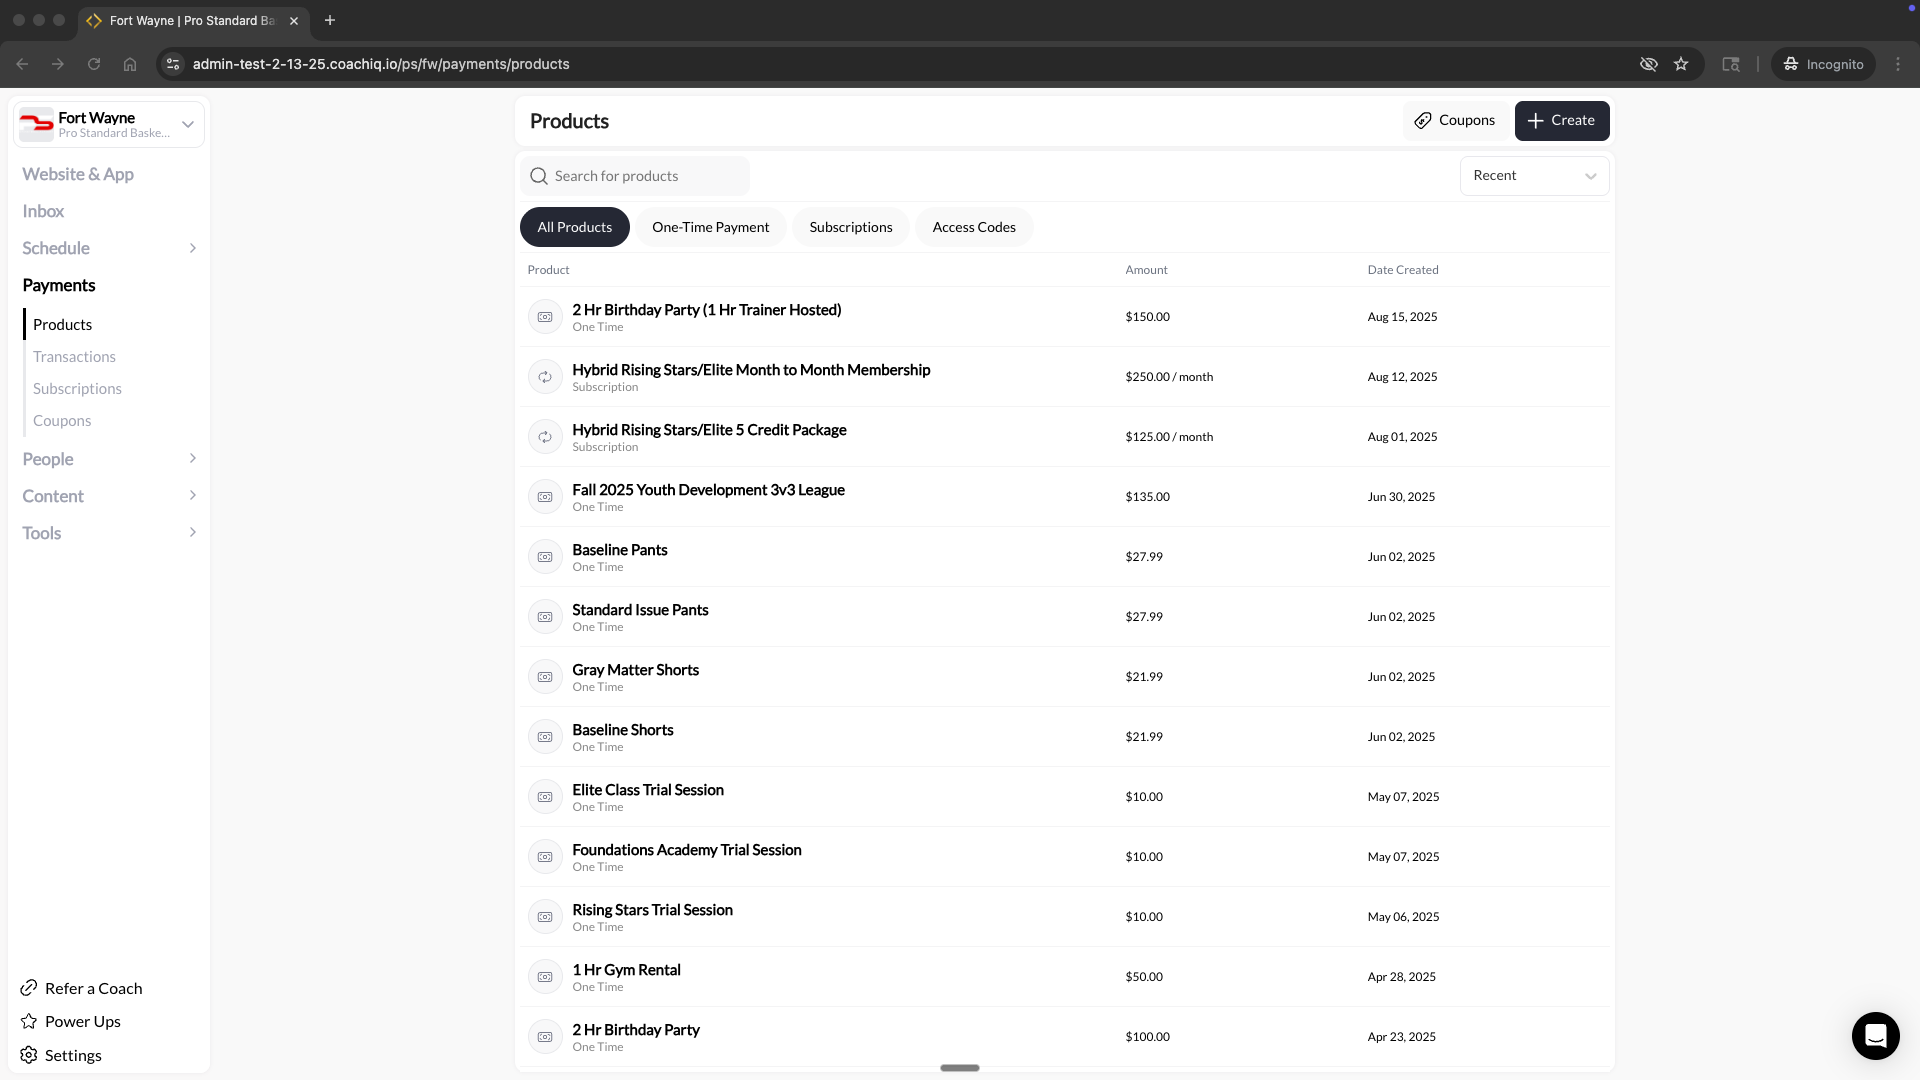 Fort Wayne | Pro Standard Ba
admin-test-2-13-25.coachiq.io/ps/fw/payments/products
Incognito
Fort Wayne
Pro Standard Baske...
Website & App
Inbox
Schedule
Payments
Products
Transactions
Subscriptions
Coupons
People
Content
Tools
Refer a Coach
Power Ups
Settings
Products
Coupons
Create
Search for products
Recent
All Products
One-Time Payment
Subscriptions
Access Codes
Product Amount Date Created
2 Hr Birthday Party (1 Hr Trainer Hosted)
One Time
$150.00
Aug 15, 2025
Hybrid Rising Stars/Elite Month to Month Membership
Subscription
$250.00 / month
Aug 12, 2025
Hybrid Rising Stars/Elite 5 Credit Package
Subscription
$125.00 / month
Aug 01, 2025
Fall 2025 Youth Development 3v3 League
One Time
$135.00
Jun 30, 2025
Baseline Pants
One Time
$27.99
Jun 02, 2025
Standard Issue Pants
One Time
$27.99
Jun 02, 2025
Gray Matter Shorts
One Time
$21.99
Jun 02, 2025
Baseline Shorts
One Time
$21.99
Jun 02, 2025
Elite Class Trial Session
One Time
$10.00
May 07, 2025
Foundations Academy Trial Session
One Time
$10.00
May 07, 2025
Rising Stars Trial Session
One Time
$10.00
May 06, 2025
1 Hr Gym Rental
One Time
$50.00
Apr 28, 2025
2 Hr Birthday Party
One Time
$100.00
Apr 23, 2025